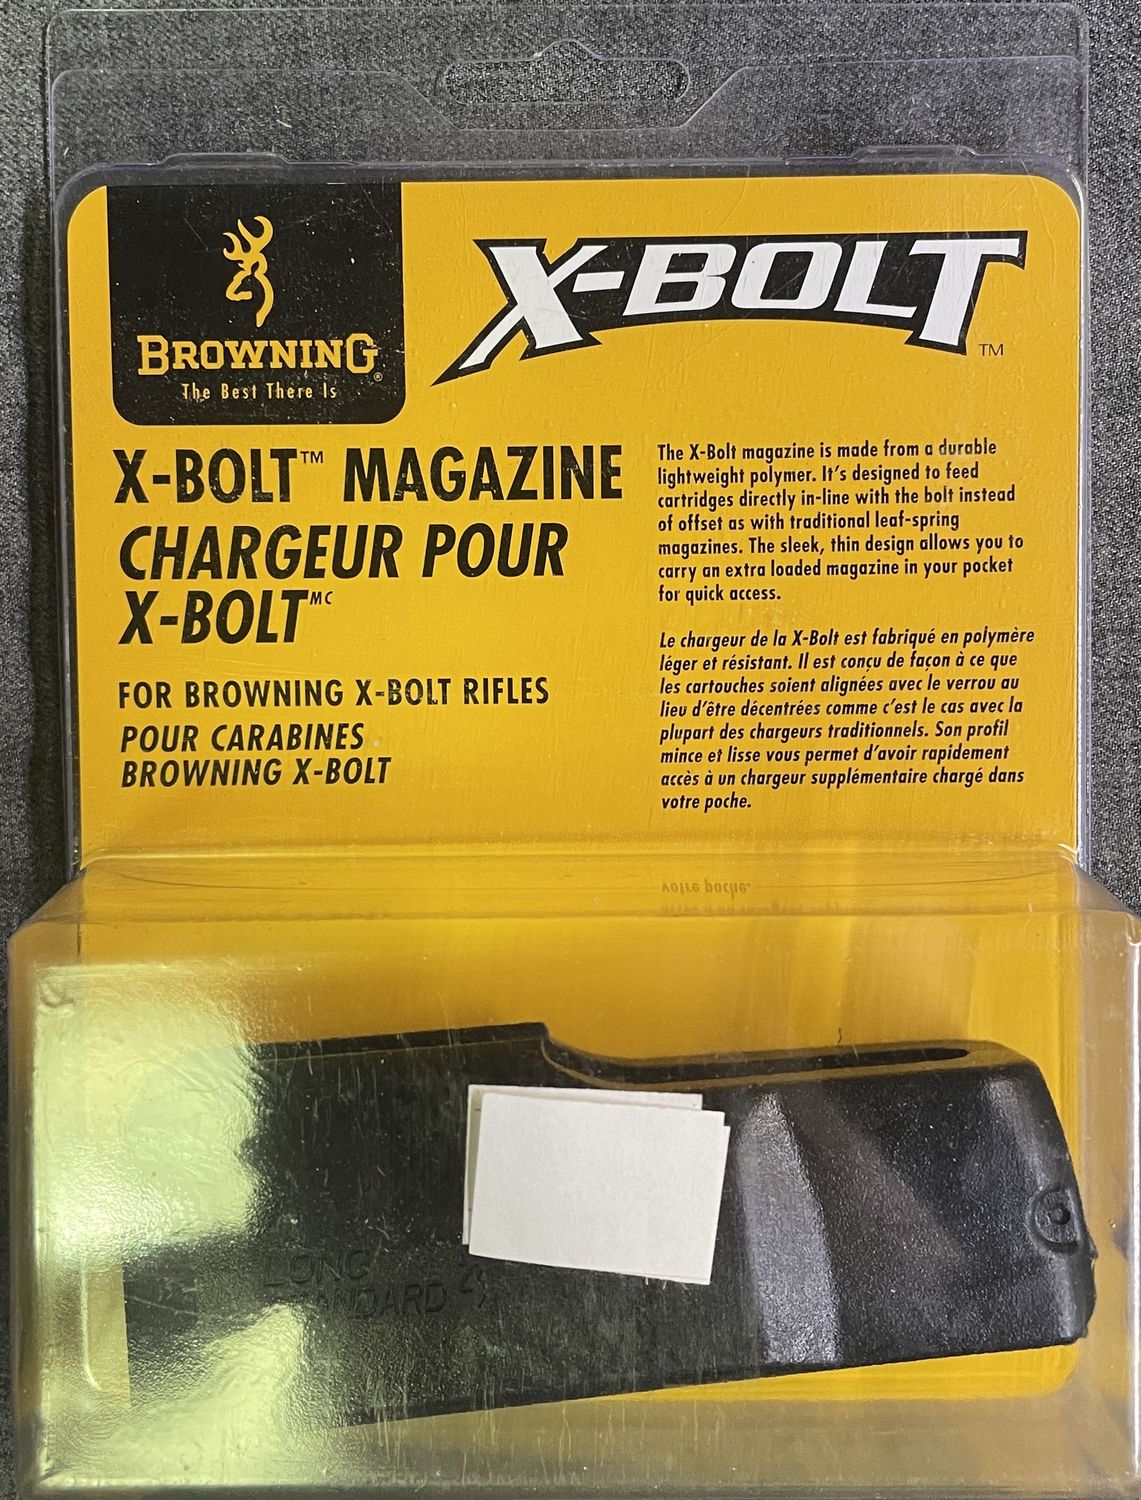 BROWNING®
The Best There Is
X-BOLT™
X-BOLT™ MAGAZINE
CHARGEUR POUR
X-BOLT MC
FOR BROWNING X-BOLT RIFLES
POUR CARABINES
BROWNING X-BOLT
The X-Bolt magazine is made from a durable
lightweight polymer. It's designed to feed
cartridges directly in-line with the bolt instead
of offset as with traditional leaf-spring
magazines. The sleek, thin design allows you to
carry an extra loaded magazine in your pocket
for quick access.
Le chargeur de la X-Bolt est fabriqué en polymère
léger et résistant. Il est conçu de façon à ce que
les cartouches soient alignées avec le verrou au
lieu d'être décentrées comme c'est le cas avec la
plupart des chargeurs traditionnels. Son profil
mince et lisse vous permet d'avoir rapidement
accès à un chargeur supplémentaire chargé dans
votre poche.
LONG
STANDARD